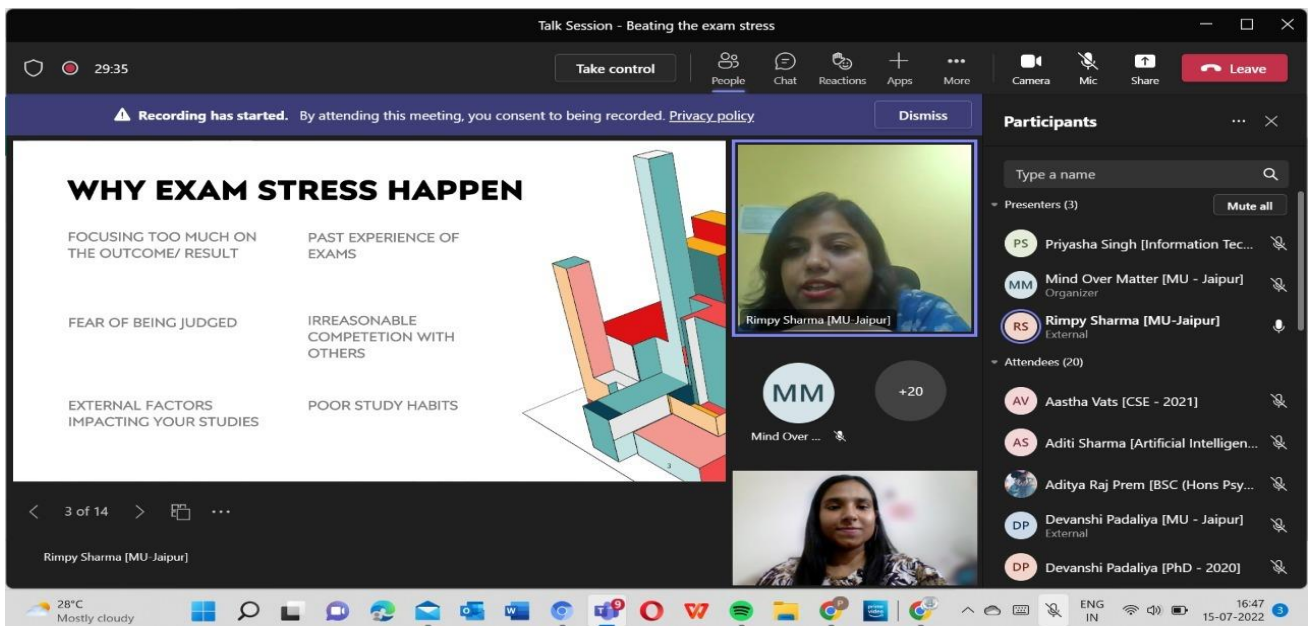 Talk Session - Beating the exam stress
29:35
Take control
People
Chat
Reactions
Apps
More
Camera
Mic
Share
Leave
Recording has started. By attending this meeting, you consent to being recorded. Privacy policy
Dismiss
WHY EXAM STRESS HAPPEN
FOCUSING TOO MUCH ON
THE OUTCOME/ RESULT
PAST EXPERIENCE OF
EXAMS
FEAR OF BEING JUDGED
IRREASONABLE
COMPETETION WITH
OTHERS
EXTERNAL FACTORS
IMPACTING YOUR STUDIES
POOR STUDY HABITS
3
3 of 14
Rimpy Sharma [MU-Jaipur]
Rimpy Sharma [MU-Jaipur]
MM
+20
Mind Over ...
Participants
Type a name
Presenters (3)
Mute all
PS
Priyasha Singh [Information Tec...
MM
Mind Over Matter [MU - Jaipur]
Organizer
RS
Rimpy Sharma [MU-Jaipur]
External
Attendees (20)
AV
Aastha Vats [CSE - 2021]
AS
Aditi Sharma [Artificial Intelligen...
Aditya Raj Prem [BSC (Hons Psy...
DP
Devanshi Padaliya [MU - Jaipur]
External
DP
Devanshi Padaliya [PhD - 2020]
28°C
Mostly cloudy
9
ENG
IN
16:47
15-07-2022
3